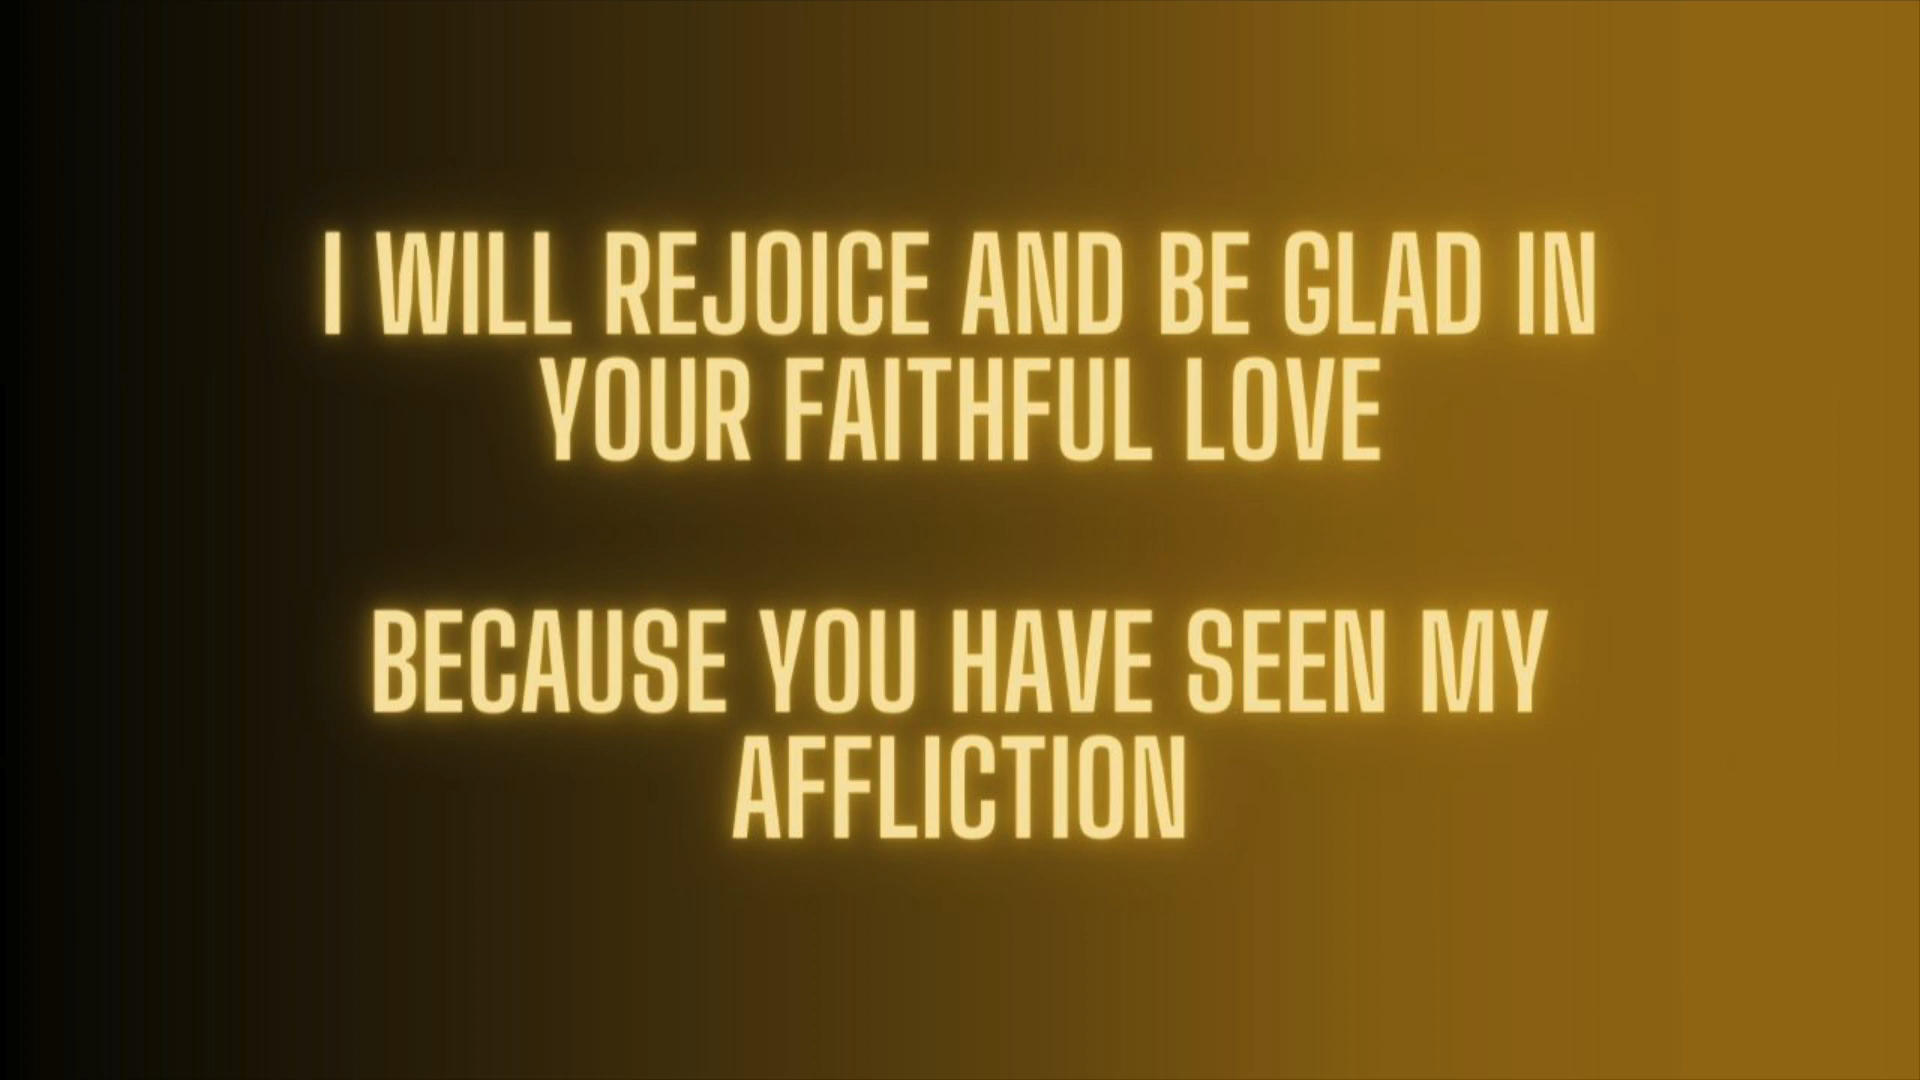 I WILL REJOICE AND BE GLAD IN
YOUR FAITHFUL LOVE
BECAUSE YOU HAVE SEEN MY
AFFLICTION